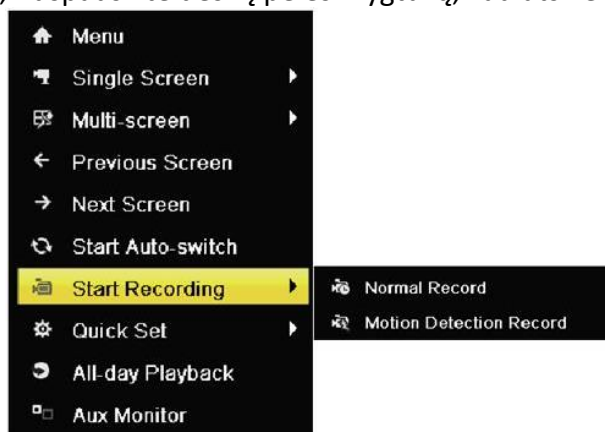 Menu
Single Screen
Multi-screen
Previous Screen
Next Screen
Start Auto-switch
Start Recording
Normal Record
Motion Detection Record
Quick Set
All-day Playback
Aux Monitor